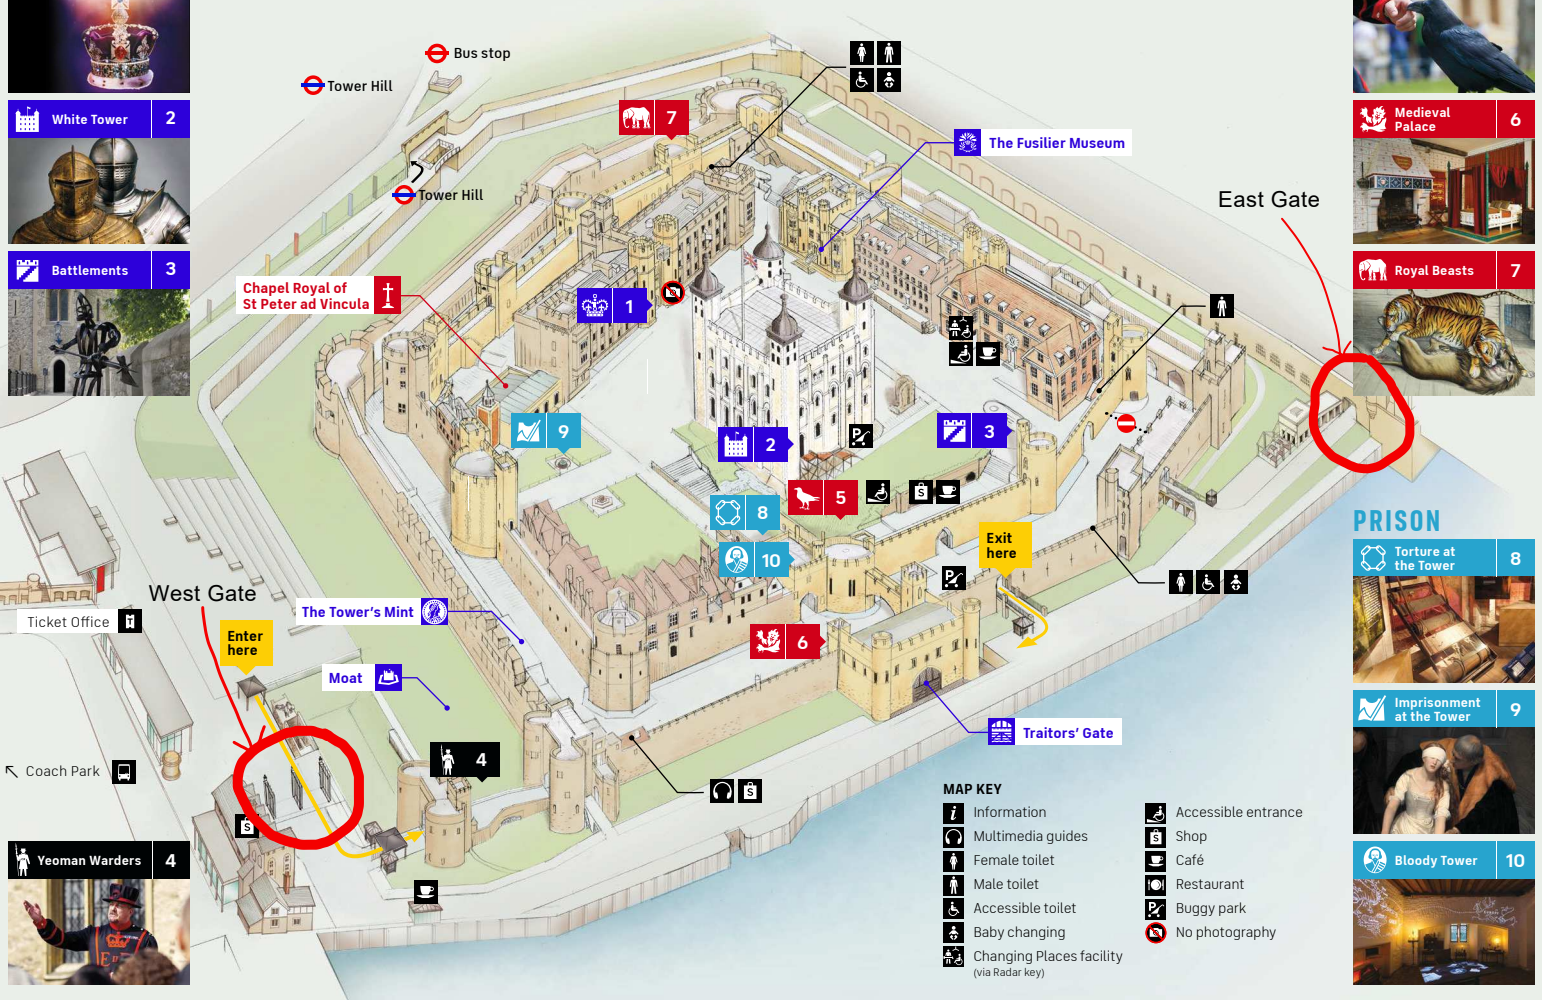 White Tower 2
Battlements 3
Bus stop
Tower Hill
Tower Hill
7
The Fusilier Museum
East Gate
Medieval
Palace 6
Royal Beasts 7
Chapel Royal of
St Peter ad Vincula
1
9
2
3
8
5
10
Exit
here
PRISON
Torture at
the Tower 8
West Gate
Ticket Office
Enter
here
The Tower's Mint
Moat
6
4
Traitors' Gate
Imprisonment
at the Tower 9
Coach Park
Yeoman Warders 4
Bloody Tower 10
MAP KEY
Information
Multimedia guides
Female toilet
Male toilet
Accessible toilet
Baby changing
Changing Places facility
(via Radar key)
Accessible entrance
Shop
Café
Restaurant
Buggy park
No photography